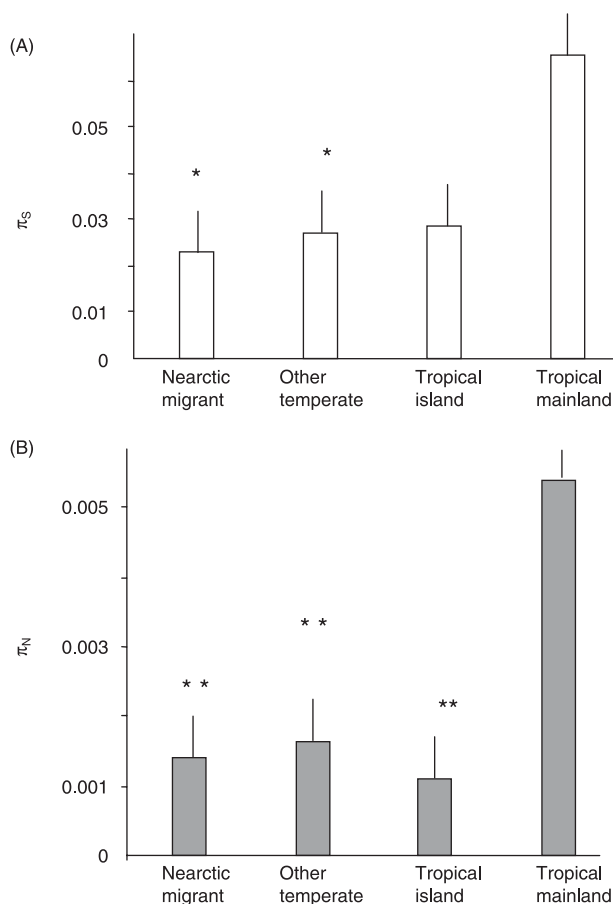 (A)
0.05
0.03
0.01
0
πS
*
*
Nearctic migrant
Other temperate
Tropical island
Tropical mainland
(B)
0.005
0.003
0.001
0
πN
* *
* *
**
Nearctic migrant
Other temperate
Tropical island
Tropical mainland